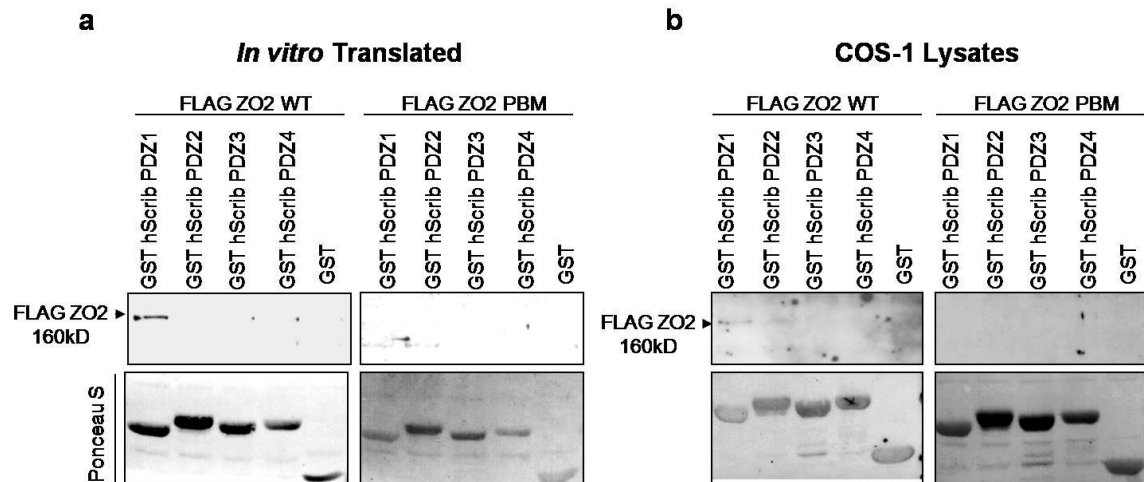 a
In vitro Translated
FLAG ZO2 WT
FLAG ZO2 PBM
GST hScrib PDZ1
GST hScrib PDZ2
GST hScrib PDZ3
GST hScrib PDZ4
GST
GST hScrib PDZ1
GST hScrib PDZ2
GST hScrib PDZ3
GST hScrib PDZ4
GST
FLAG ZO2
160kD
Ponceau S
b
COS-1 Lysates
FLAG ZO2 WT
FLAG ZO2 PBM
GST hScrib PDZ1
GST hScrib PDZ2
GST hScrib PDZ3
GST hScrib PDZ4
GST
GST hScrib PDZ1
GST hScrib PDZ2
GST hScrib PDZ3
GST hScrib PDZ4
GST
FLAG ZO2
160kD